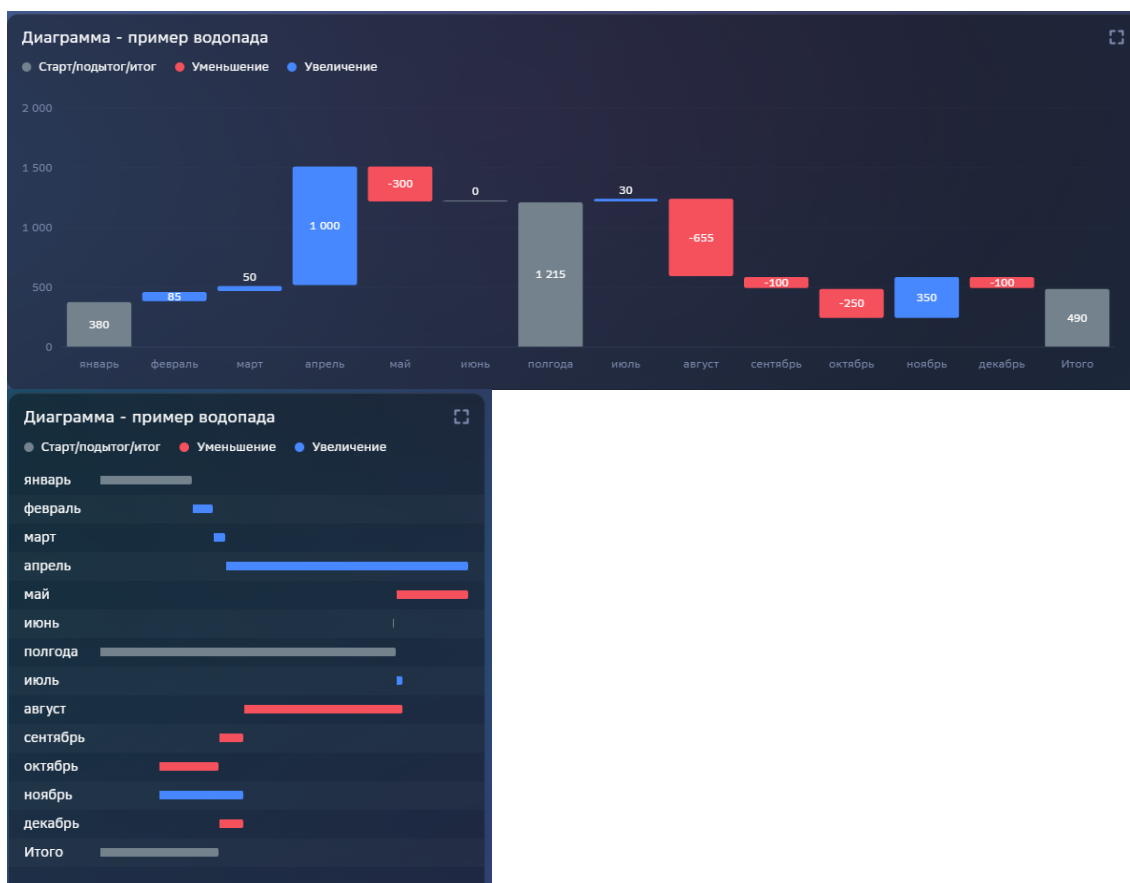 Диаграмма - пример водопада
Старт/подытог/итог Уменьшение Увеличение
2 000
1 500
1 000
500
0
380
85
50
1 000
-300
0
1 215
30
-655
-100
-250
350
-100
490
январь февраль март апрель май июнь полгода июль август сентябрь октябрь ноябрь декабрь Итого
Диаграмма - пример водопада
Старт/подытог/итог Уменьшение Увеличение
январь
февраль
март
апрель
май
июнь
полгода
июль
август
сентябрь
октябрь
ноябрь
декабрь
Итого